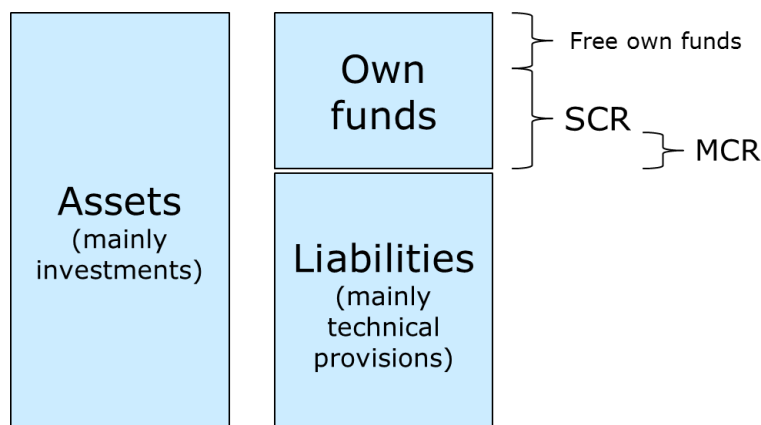 Assets
(mainly
investments)
Own
funds
Liabilities
(mainly
technical
provisions)
Free own funds
SCR
MCR